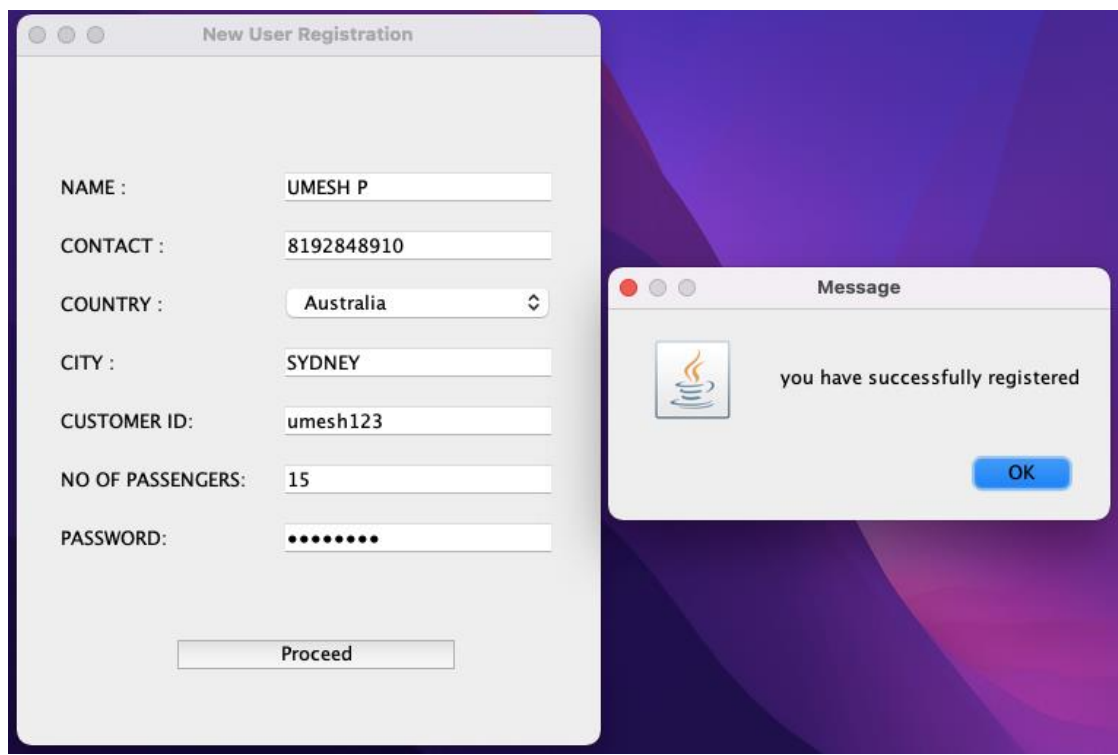 New User Registration
NAME : UMESH P
CONTACT : 8192848910
COUNTRY : Australia
CITY : SYDNEY
CUSTOMER ID: umesh123
NO OF PASSENGERS: 15
PASSWORD: ••••••••
Proceed
Message
you have successfully registered
OK